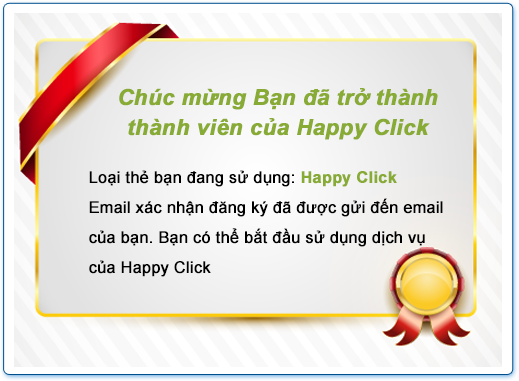 Chúc mừng Bạn đã trở thành
thành viên của Happy Click
Loại thẻ bạn đang sử dụng: Happy Click
Email xác nhận đăng ký đã được gửi đến email
của bạn. Bạn có thể bắt đầu sử dụng dịch vụ
của Happy Click